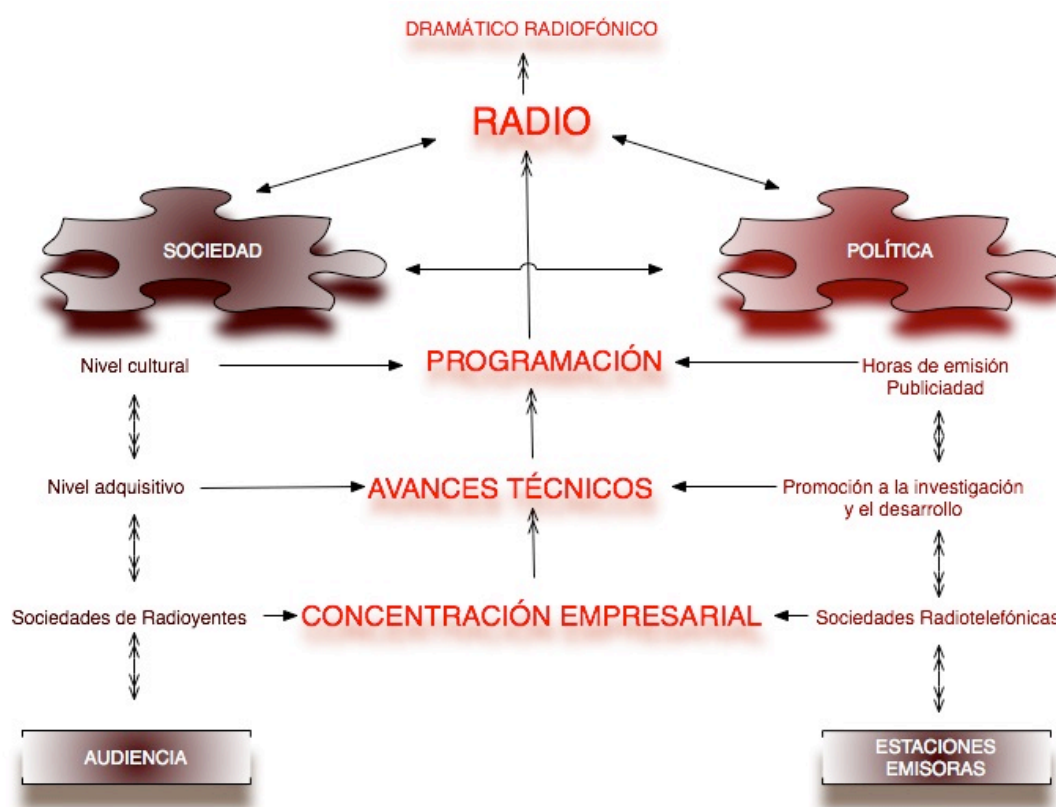 DRAMÁTICO RADIOFÓNICO
RADIO
SOCIEDAD
POLÍTICA
Nivel cultural
PROGRAMACIÓN
Horas de emisión
Publiciadad
Nivel adquisitivo
AVANCES TÉCNICOS
Promoción a la investigación
y el desarrollo
Sociedades de Radioyentes
CONCENTRACIÓN EMPRESARIAL
Sociedades Radiotelefónicas
AUDIENCIA
ESTACIONES
EMISORAS